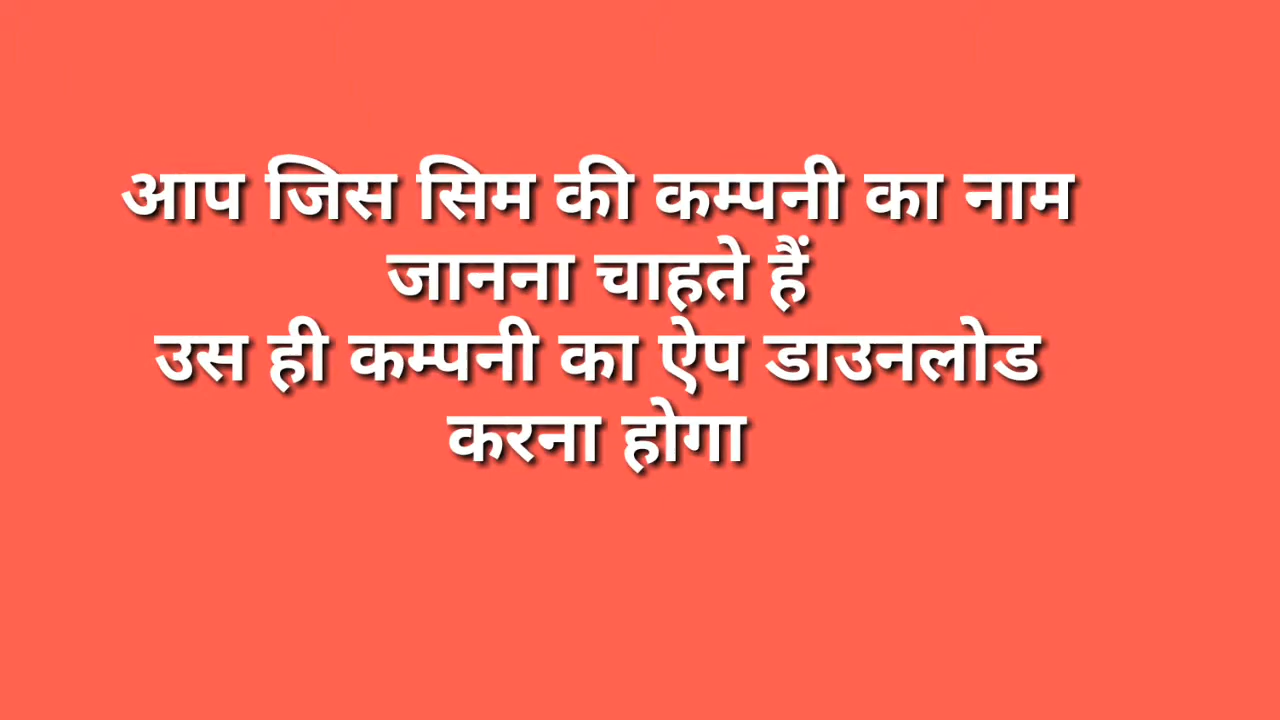 आप जिस सिम की कम्पनी का नाम
जानना चाहते हैं
उस ही कम्पनी का ऐप डाउनलोड
करना होगा